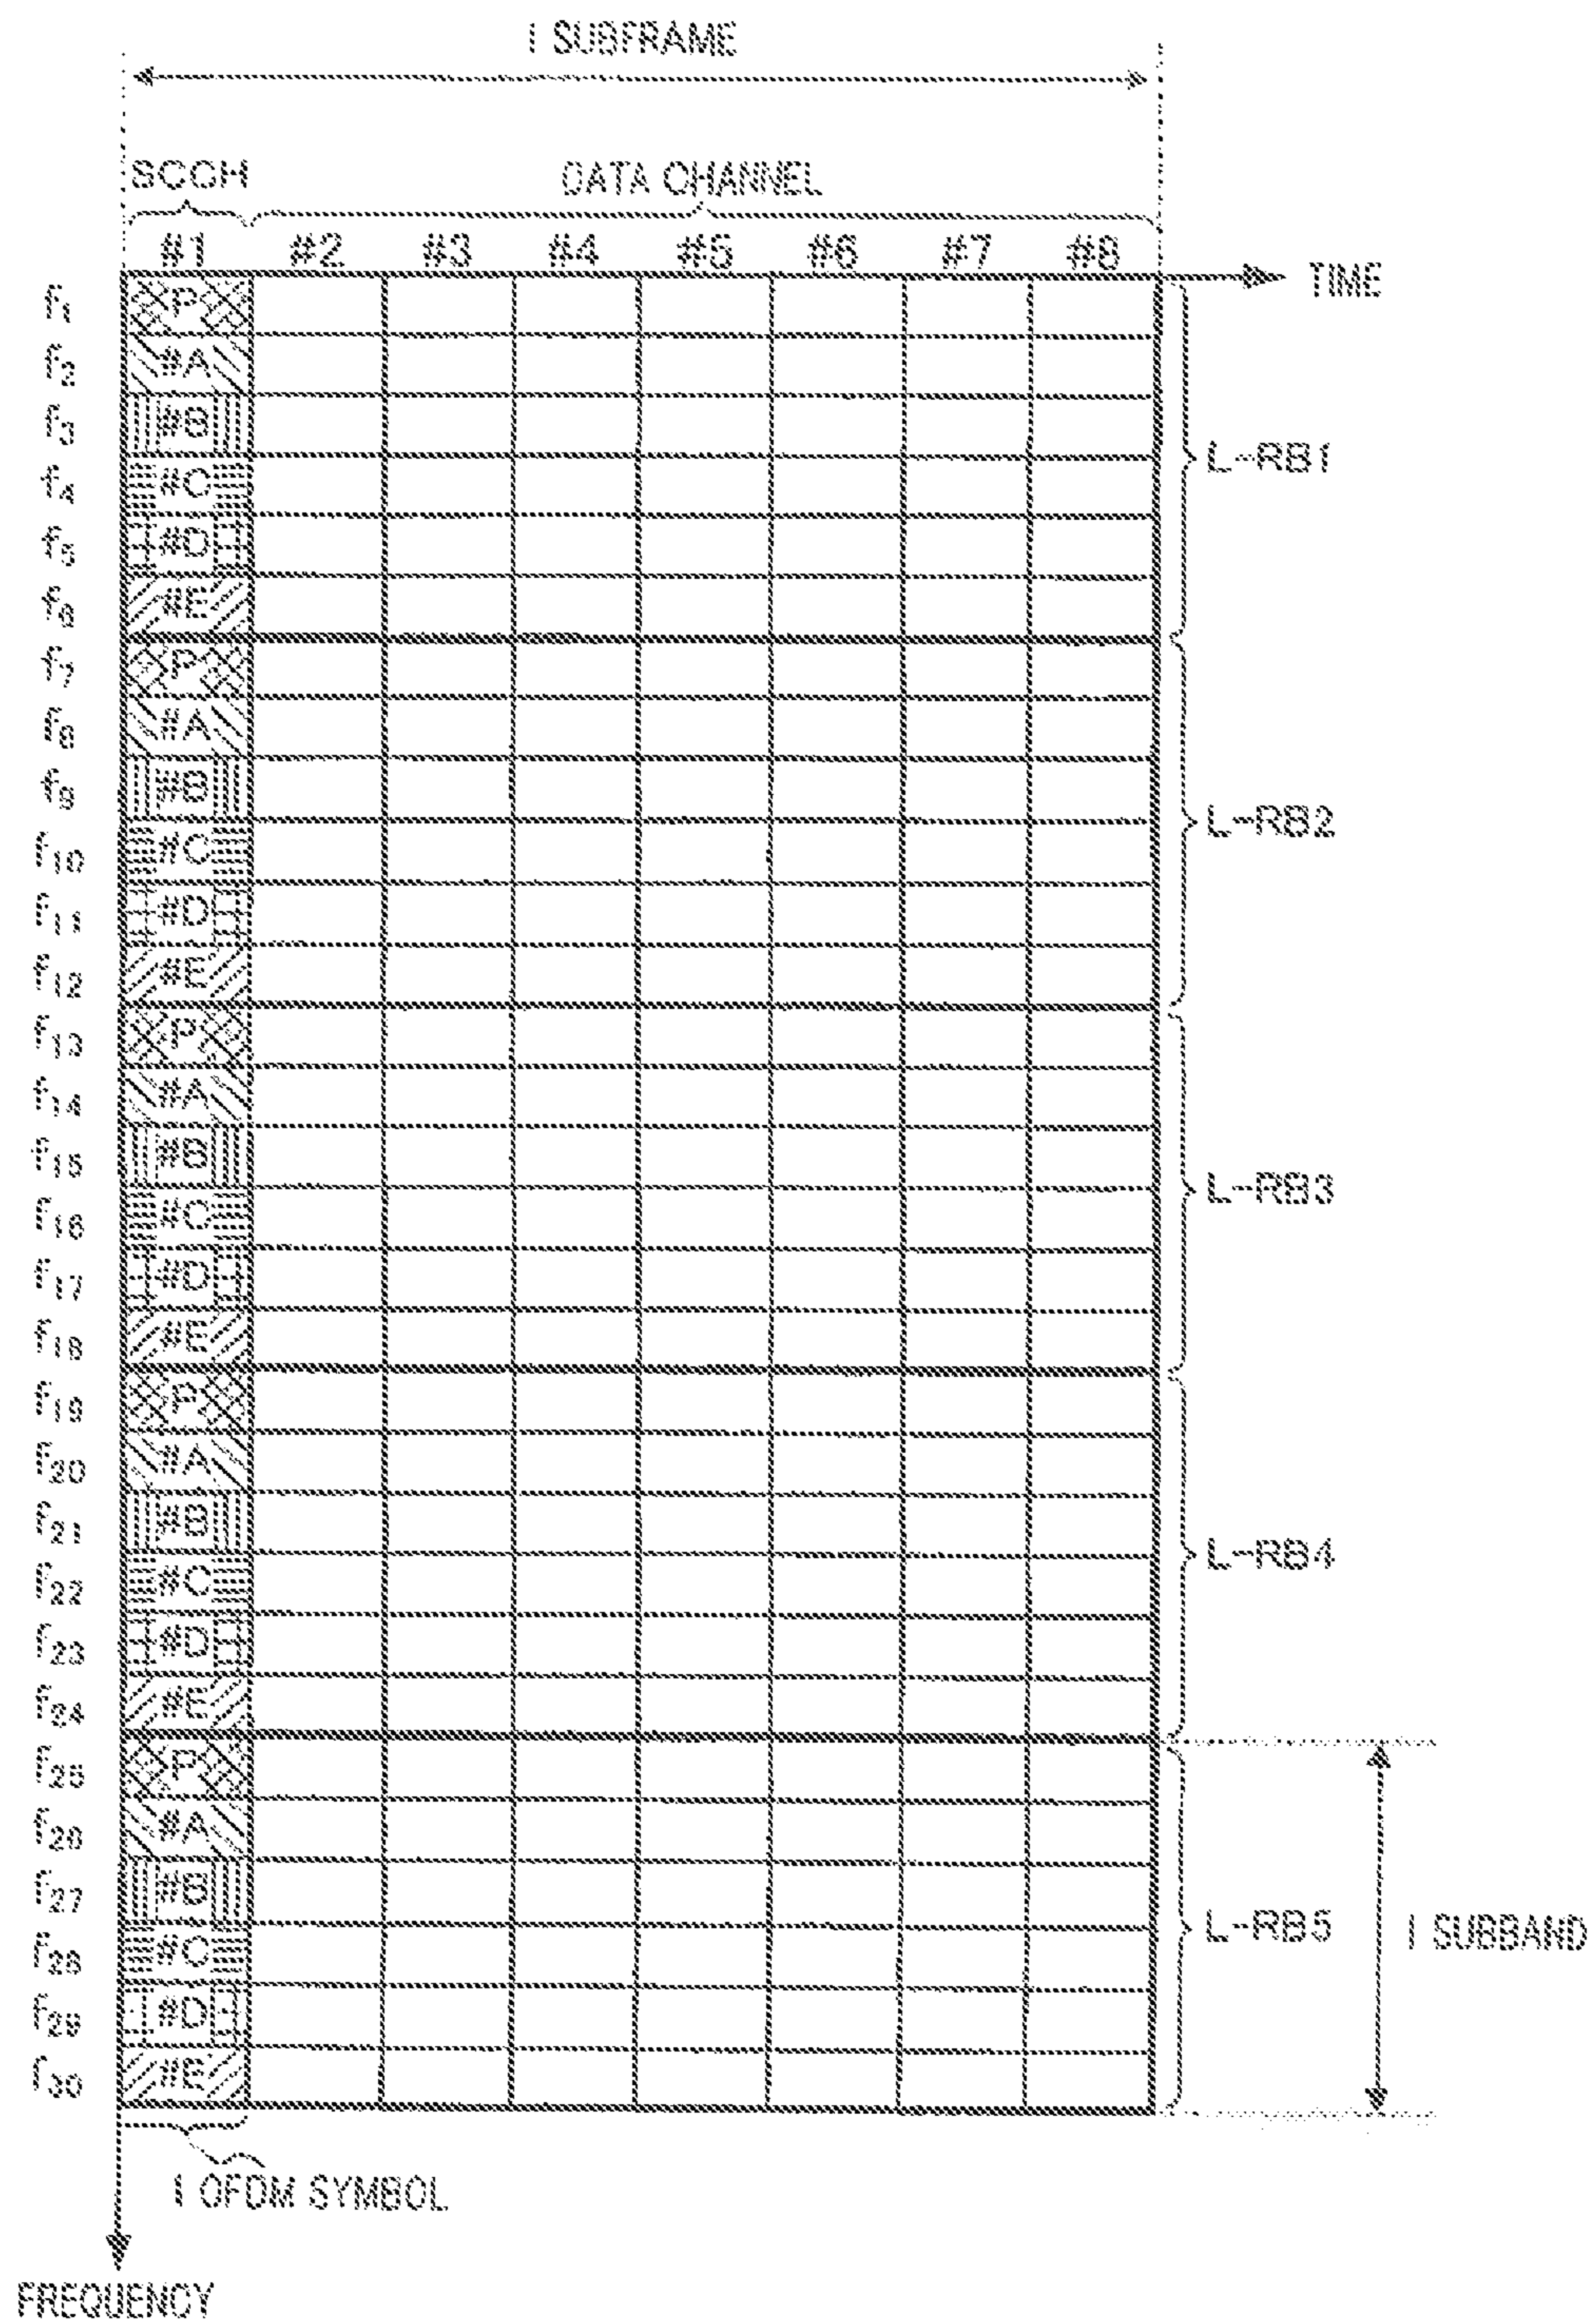 1 SUBFRAME
SCCH DATA CHANNEL
#1 #2 #3 #4 #5 #6 #7 #8
TIME
f1 P
f2 #A
f3 #B
f4 #C
f5 #D
f6 #E
L-RB1
f7 P
f8 #A
f9 #B
f10 #C
f11 #D
f12 #E
L-RB2
f13 P
f14 #A
f15 #B
f16 #C
f17 #D
f18 #E
L-RB3
f19 P
f20 #A
f21 #B
f22 #C
f23 #D
f24 #E
L-RB4
f25 P
f26 #A
f27 #B
f28 #C
f29 #D
f30 #E
L-RB5
1 SUBBAND
1 OFDM SYMBOL
FREQUENCY